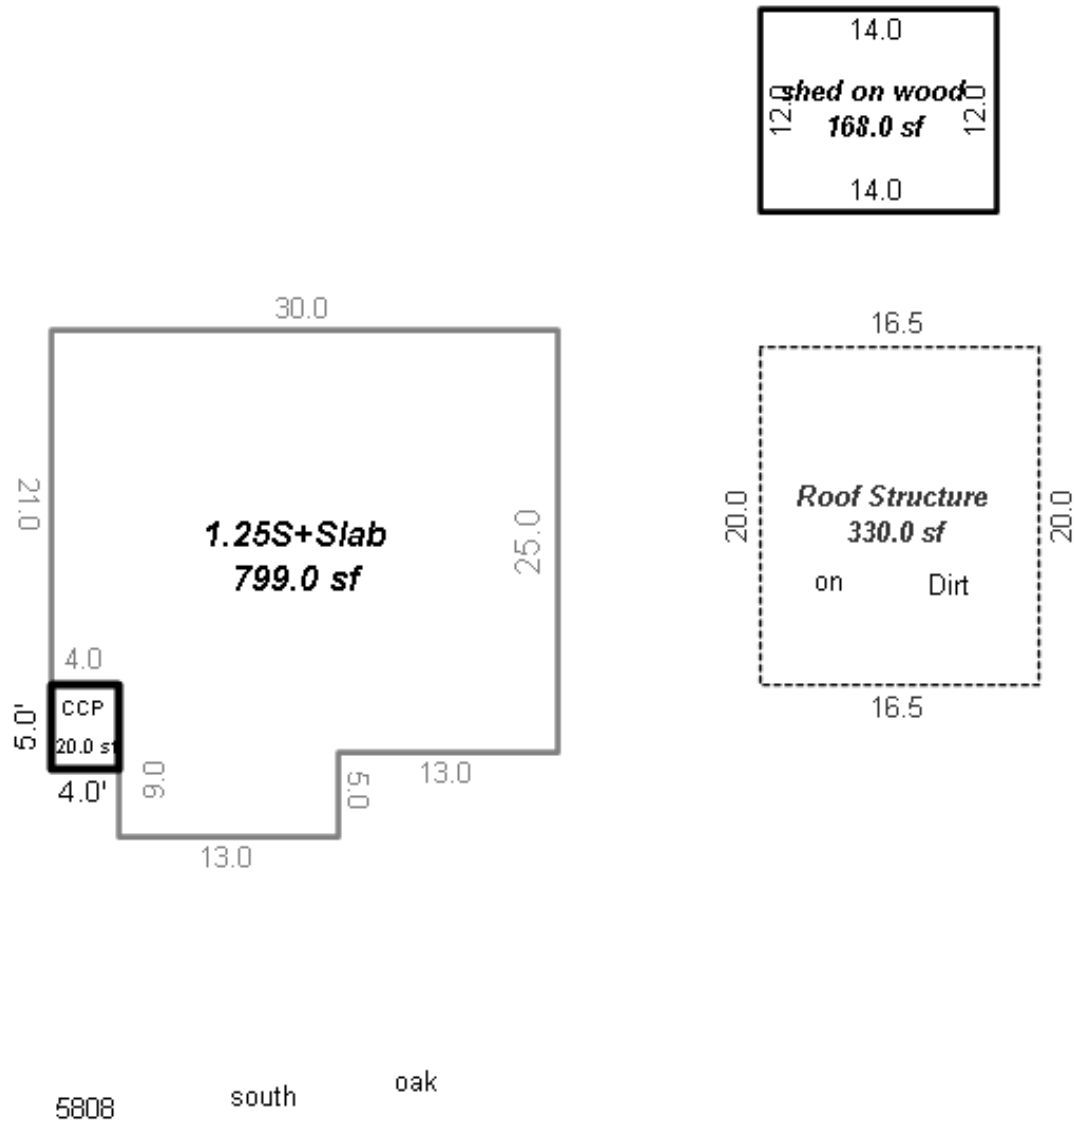 14.0
shed on wood
12.0
12.0
168.0 sf
14.0
30.0
16.5
21.0
1.25S+Slab
799.0 sf
25.0
20.0
Roof Structure
330.0 sf
20.0
on Dirt
4.0
CCP
5.0'
20.0 sf
4.0'
9.0
5.0
13.0
16.5
13.0
5808 south oak